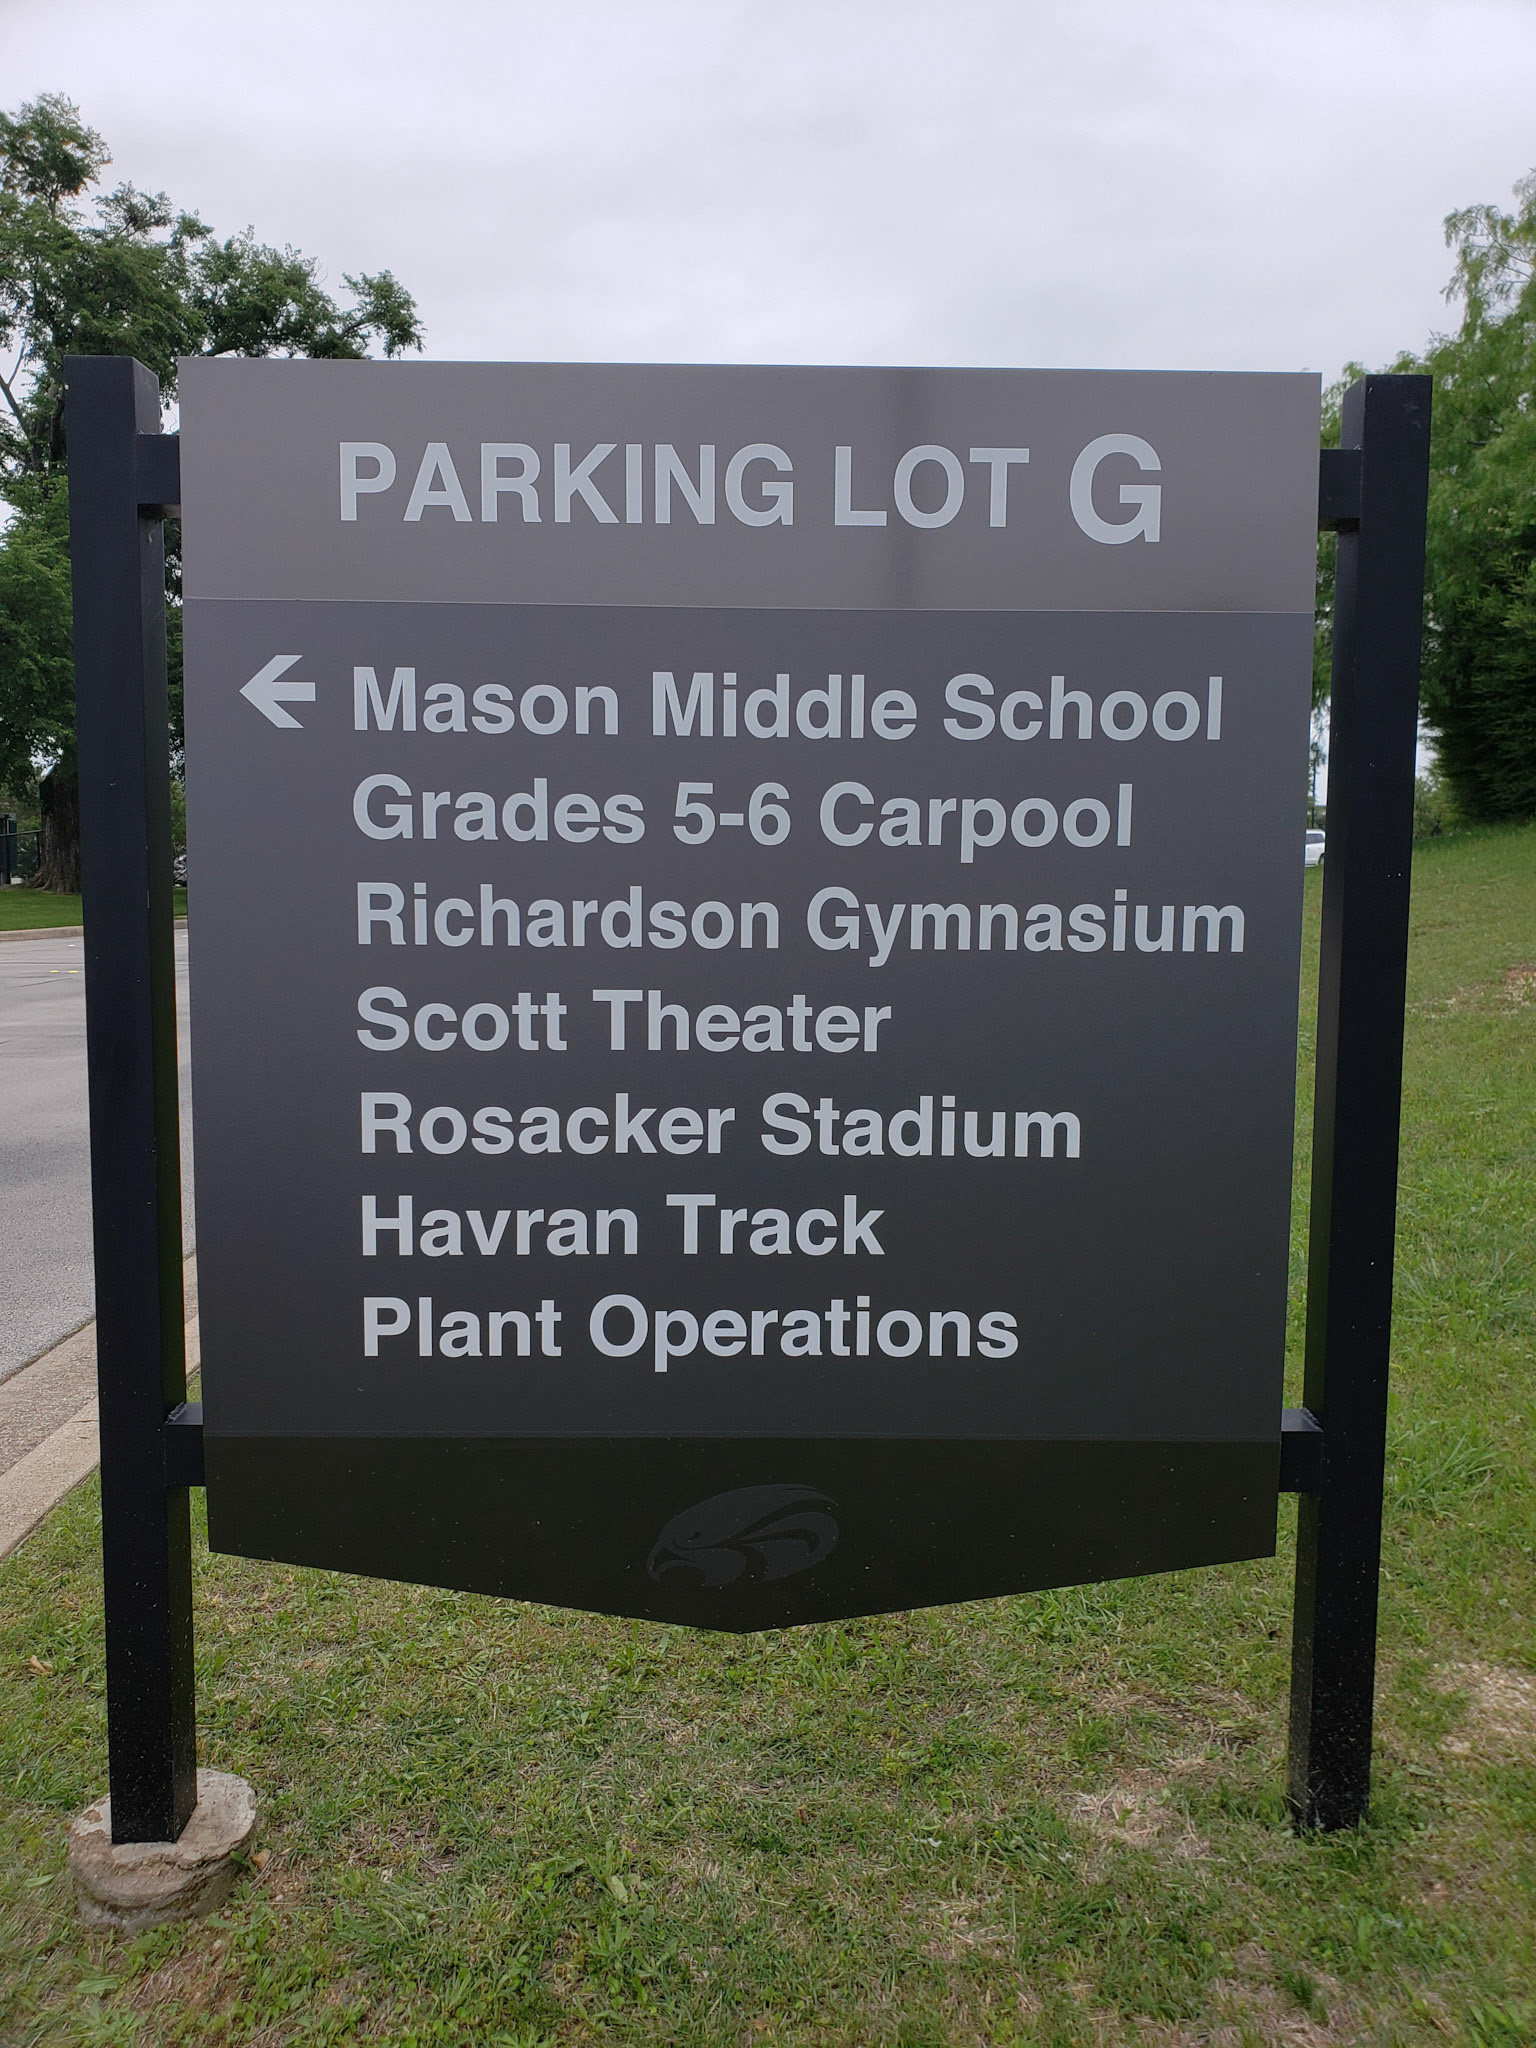 PARKING LOT G
← Mason Middle School
Grades 5-6 Carpool
Richardson Gymnasium
Scott Theater
Rosacker Stadium
Havran Track
Plant Operations